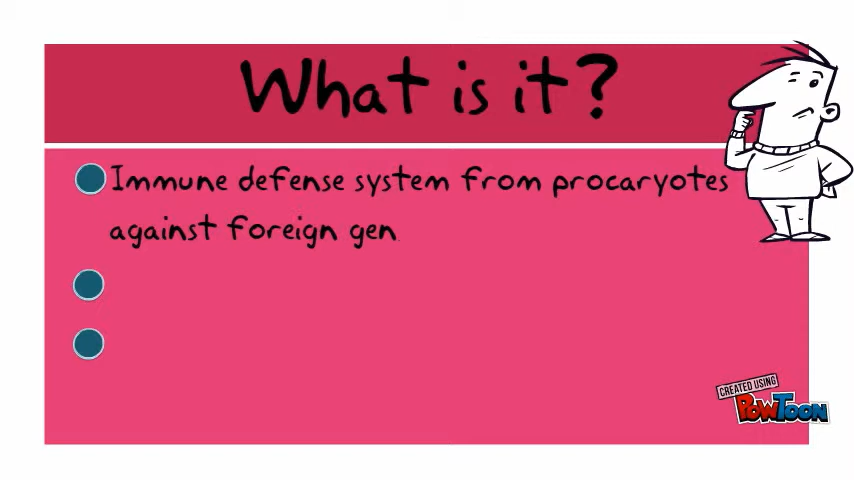 What is it?
Immune defense system from procaryotes
against foreign gen
CREATED USING
POWTOON